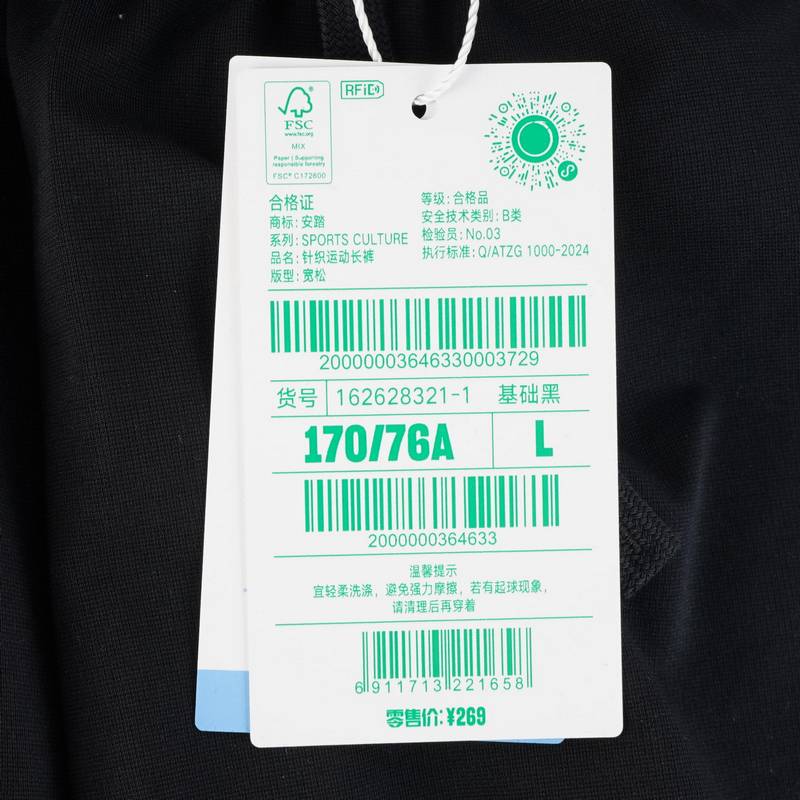 RFiD
FSC
www.fsc.org
MIX
Paper | Supporting
responsible forestry
FSC® C172600
合格证
商标:安踏
系列:SPORTS CULTURE
品名:针织运动长裤
版型:宽松
等级:合格品
安全技术类别:B类
检验员:No.03
执行标准:Q/ATZG 1000-2024
20000003646330003729
货号 162628321-1 基础黑
170/76A L
2000000364633
温馨提示
宜轻柔洗涤，避免强力摩擦，若有起球现象，
请清理后再穿着
6 911713 221658
零售价:¥269